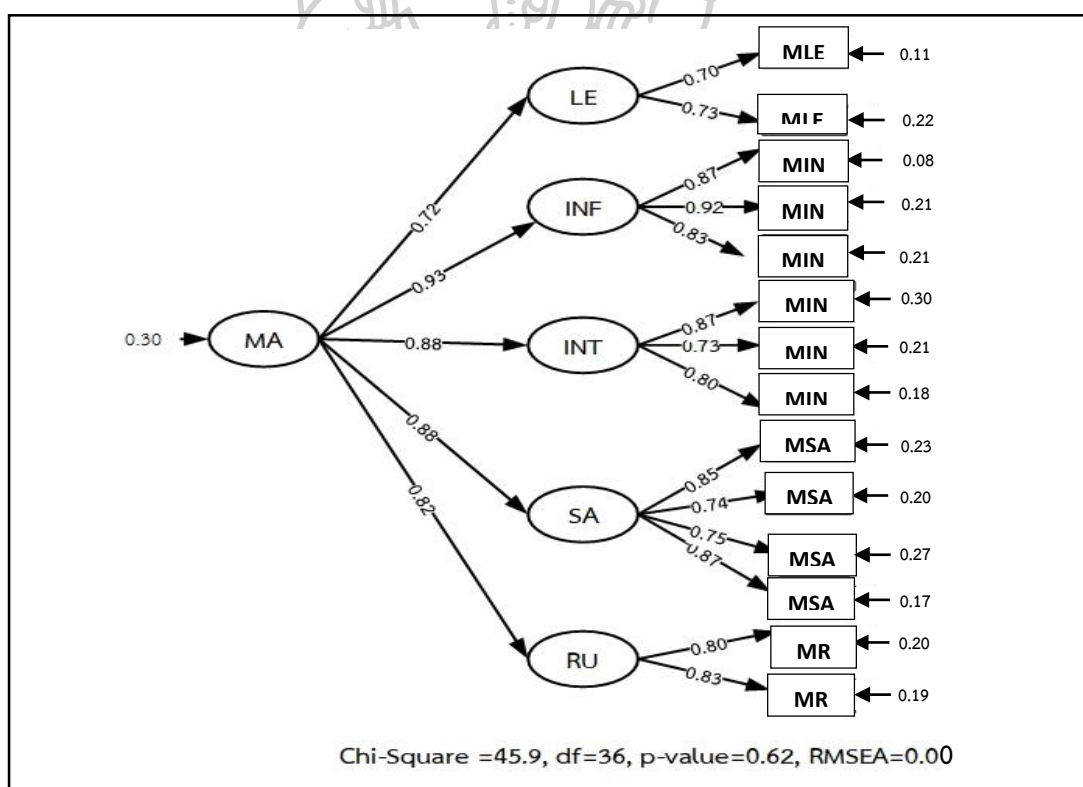 MLE
0.11
0.70
LE
0.73
MLE
0.22
0.87
MIN
0.08
INF
0.92
MIN
0.21
0.83
MIN
0.21
0.72
0.93
0.30
MA
0.88
INT
0.87
MIN
0.30
0.73
MIN
0.21
0.80
MIN
0.18
0.88
0.82
SA
0.85
MSA
0.23
0.74
MSA
0.20
0.75
MSA
0.27
0.87
MSA
0.17
RU
0.80
MR
0.20
0.83
MR
0.19
Chi-Square =45.9, df=36, p-value=0.62, RMSEA=0.00